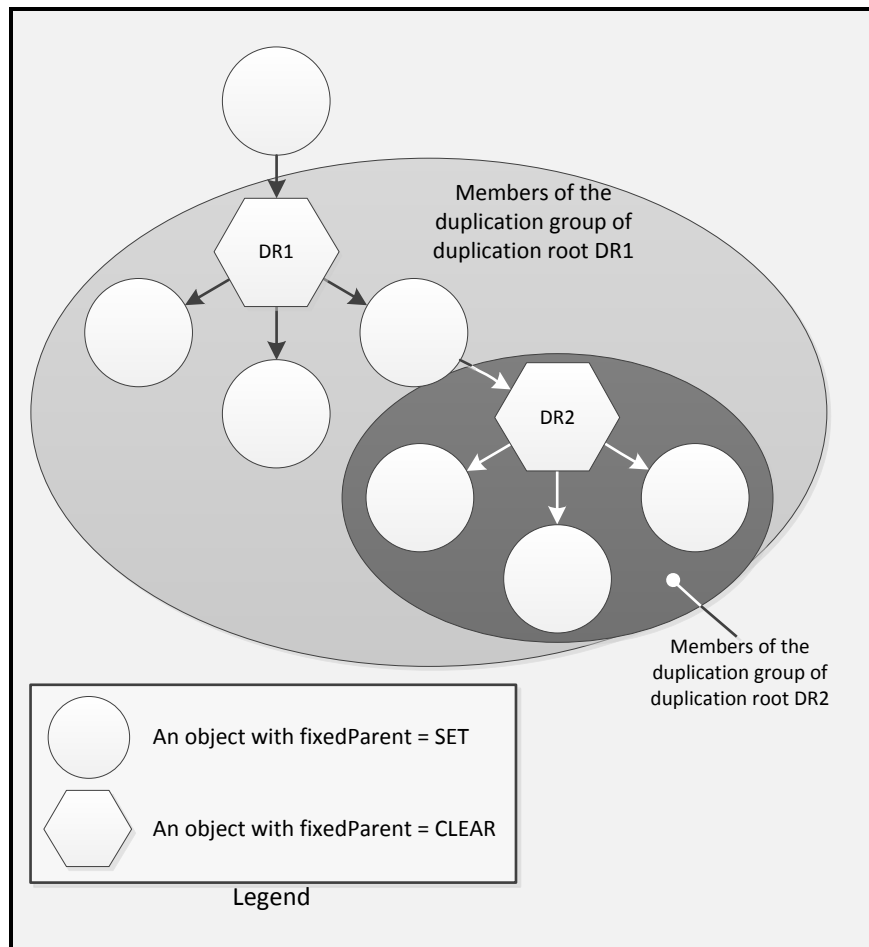 Members of the
duplication group of
duplication root DR1
DR1
DR2
Members of the
duplication group of
duplication root DR2
An object with fixedParent = SET
An object with fixedParent = CLEAR
Legend